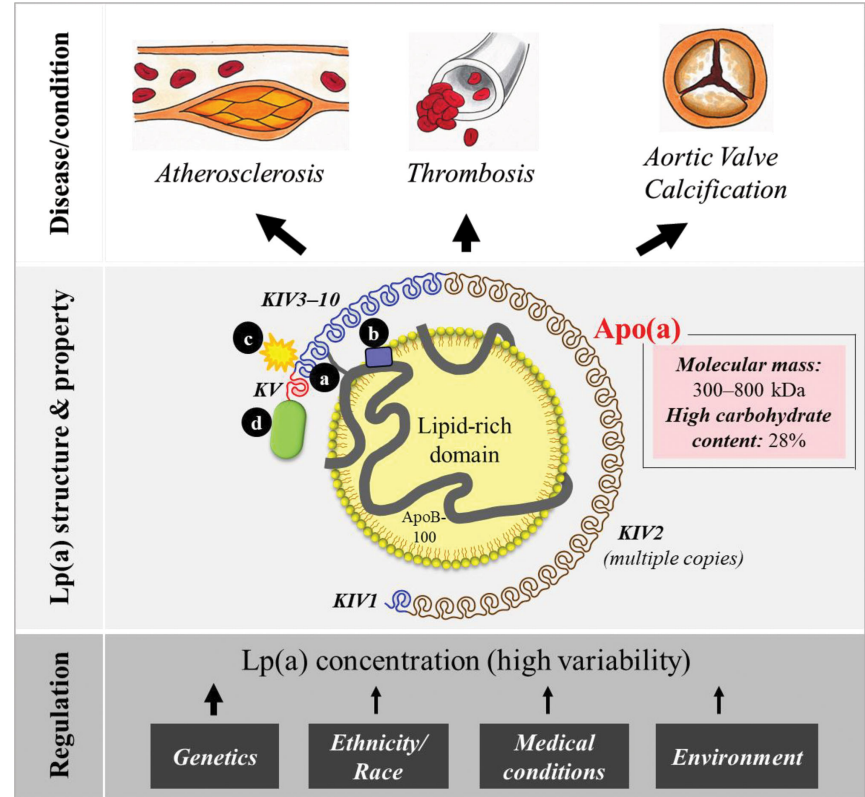 Disease/condition
Atherosclerosis
Thrombosis
Aortic Valve
Calcification
Lp(a) structure & property
KIV3–10
c
b
a
KV
d
Lipid-rich
domain
ApoB-
100
Apo(a)
Molecular mass:
300–800 kDa
High carbohydrate
content: 28%
KIV2
(multiple copies)
KIV1
Regulation
Lp(a) concentration (high variability)
Genetics
Ethnicity/
Race
Medical
conditions
Environment